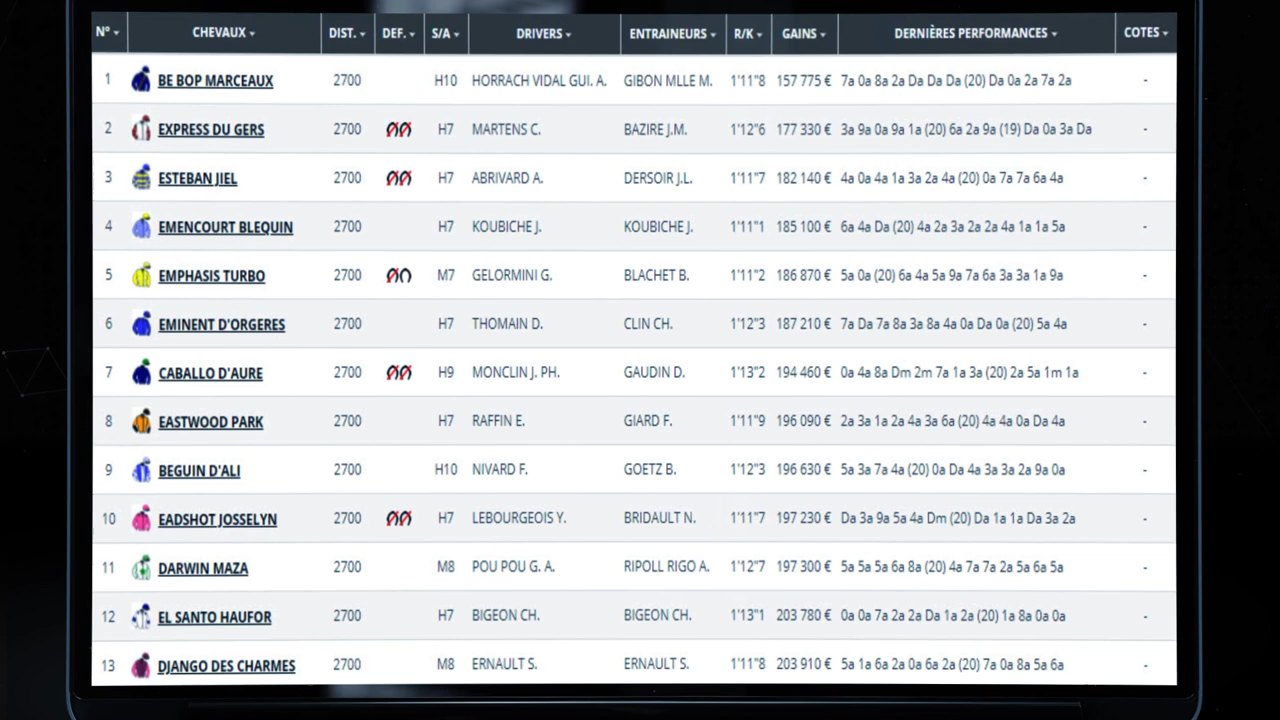 N° CHEVAUX DIST. DEF. S/A DRIVERS ENTRAINEURS R/K GAINS DERNIÈRES PERFORMANCES COTES
1 BE BOP MARCEAUX 2700 H10 HORRACH VIDAL GUI. A. GIBON MLLE M. 1'11"8 157 775 € 7a 0a 8a 2a Da Da Da (20) Da 0a 2a 7a 2a -
2 EXPRESS DU GERS 2700 H7 MARTENS C. BAZIRE J.M. 1'12"6 177 330 € 3a 9a 0a 9a 1a (20) 6a 2a 9a (19) Da 0a 3a Da -
3 ESTEBAN JIEL 2700 H7 ABRIVARD A. DERSOIR J.L. 1'11"7 182 140 € 4a 0a 4a 1a 3a 2a 4a (20) 0a 7a 7a 6a 4a -
4 EMENCOURT BLEQUIN 2700 H7 KOUBICHE J. KOUBICHE J. 1'11"1 185 100 € 6a 4a Da (20) 4a 2a 3a 2a 2a 4a 1a 1a 5a -
5 EMPHASIS TURBO 2700 M7 GELORMINI G. BLACHET B. 1'11"2 186 870 € 5a 0a (20) 6a 4a 5a 9a 7a 6a 3a 3a 1a 9a -
6 EMINENT D'ORGERES 2700 H7 THOMAIN D. CLIN CH. 1'12"3 187 210 € 7a Da 7a 8a 3a 8a 4a 0a Da 0a (20) 5a 4a -
7 CABALLO D'AURE 2700 H9 MONCLIN J. PH. GAUDIN D. 1'13"2 194 460 € 0a 4a 8a Dm 2m 7a 1a 3a (20) 2a 5a 1m 1a -
8 EASTWOOD PARK 2700 H7 RAFFIN E. GIARD F. 1'11"9 196 090 € 2a 3a 1a 2a 4a 3a 6a (20) 4a 4a 0a Da 4a -
9 BEGUIN D'ALI 2700 H10 NIVARD F. GOETZ B. 1'12"3 196 630 € 5a 3a 7a 4a (20) 0a Da 4a 3a 3a 2a 9a 0a -
10 EADSHOT JOSSELYN 2700 H7 LEBOURGEOIS Y. BRIDAULT N. 1'11"7 197 230 € Da 3a 9a 5a 4a Dm (20) Da 1a 1a Da 3a 2a -
11 DARWIN MAZA 2700 M8 POU POU G. A. RIPOLL RIGO A. 1'12"7 197 300 € 5a 5a 5a 6a 8a (20) 4a 7a 7a 2a 5a 6a 5a -
12 EL SANTO HAUFOR 2700 H7 BIGEON CH. BIGEON CH. 1'13"1 203 780 € 0a 0a 7a 2a 2a Da 1a 2a (20) 1a 8a 0a 0a -
13 DJANGO DES CHARMES 2700 M8 ERNAULT S. ERNAULT S. 1'11"8 203 910 € 5a 1a 6a 2a 0a 6a 2a (20) 7a 0a 8a 5a 6a -